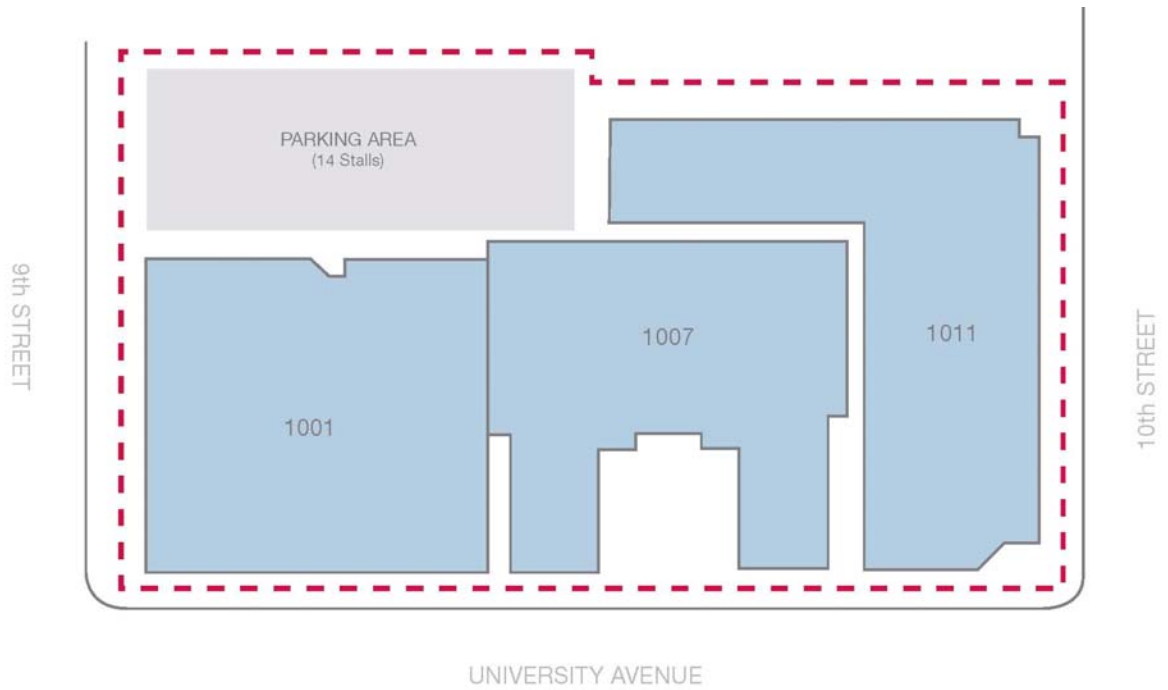 PARKING AREA
(14 Stalls)
9th STREET
1001
1007
1011
10th STREET
UNIVERSITY AVENUE